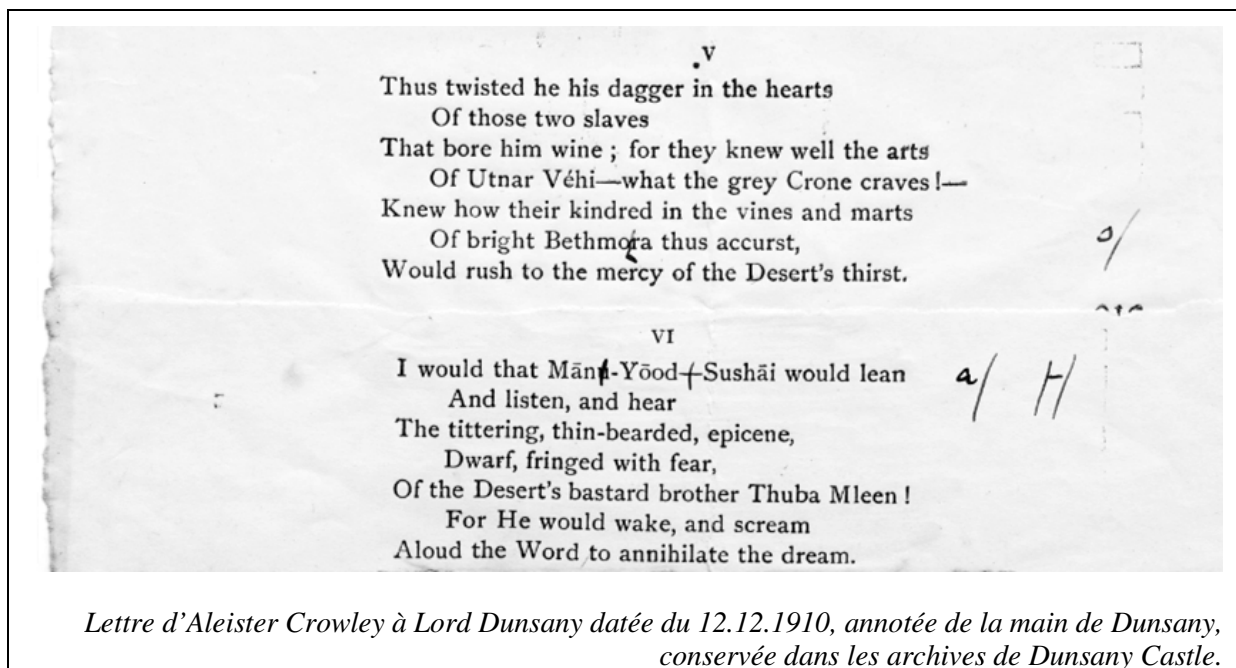 V
Thus twisted he his dagger in the hearts
Of those two slaves
That bore him wine ; for they knew well the arts
Of Utnar Véhi—what the grey Crone craves !—
Knew how their kindred in the vines and marts
Of bright Bethmora thus accurst,
o/
Would rush to the mercy of the Desert's thirst.
VI
I would that Mān-Yōod-Sushāi would lean
a/ H/
And listen, and hear
The tittering, thin-bearded, epicene,
Dwarf, fringed with fear,
Of the Desert's bastard brother Thuba Mleen !
For He would wake, and scream
Aloud the Word to annihilate the dream.
Lettre d'Aleister Crowley à Lord Dunsany datée du 12.12.1910, annotée de la main de Dunsany,
conservée dans les archives de Dunsany Castle.